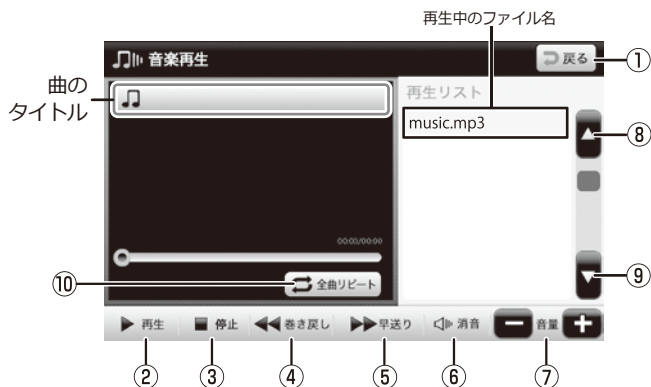 再生中のファイル名
音楽再生
戻る
①
曲の
タイトル
再生リスト
music.mp3
⑧
00:00/00:00
⑩
全曲リピート
⑨
再生
停止
巻き戻し
早送り
消音
音量
②
③
④
⑤
⑥
⑦